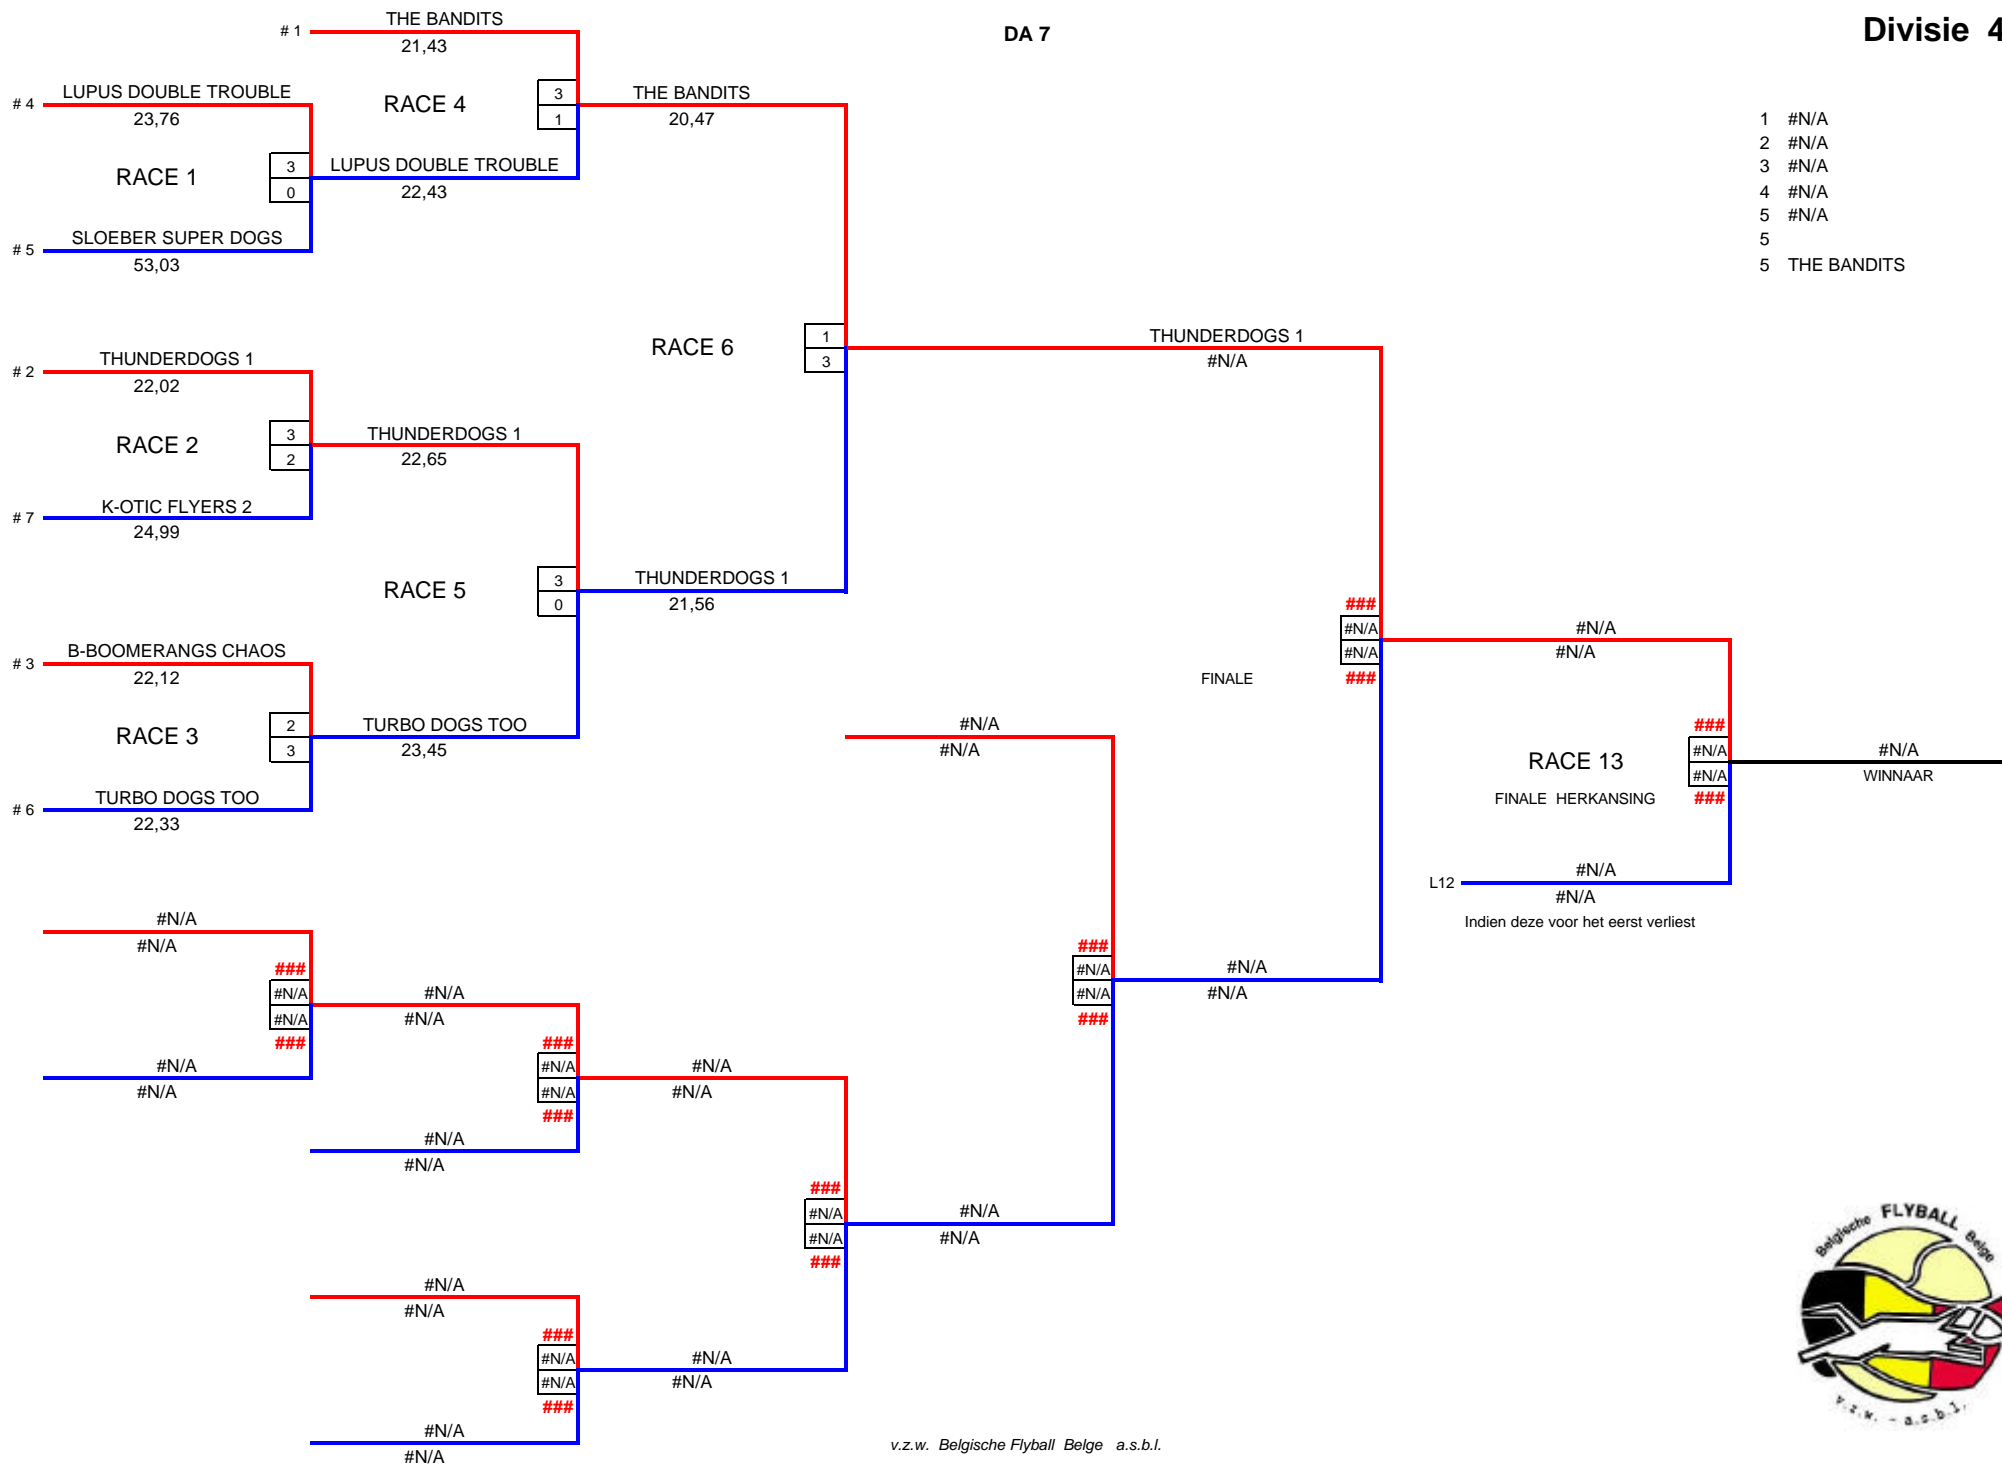 THE BANDITS
# 1
21,43
DA 7
Divisie 4
LUPUS DOUBLE TROUBLE
# 4
23,76
RACE 4
3
1
THE BANDITS
20,47
RACE 1
3
0
LUPUS DOUBLE TROUBLE
22,43
SLOEBER SUPER DOGS
# 5
53,03
1 #N/A
2 #N/A
3 #N/A
4 #N/A
5 #N/A
5
5 THE BANDITS
THUNDERDOGS 1
# 2
22,02
RACE 2
3
2
THUNDERDOGS 1
22,65
K-OTIC FLYERS 2
# 7
24,99
RACE 6
1
3
THUNDERDOGS 1
#N/A
RACE 5
3
0
THUNDERDOGS 1
21,56
B-BOOMERANGS CHAOS
# 3
22,12
RACE 3
2
3
TURBO DOGS TOO
23,45
TURBO DOGS TOO
# 6
22,33
FINALE
###
#N/A
#N/A
###
#N/A
#N/A
#N/A
#N/A
RACE 13
FINALE HERKANSING
###
#N/A
#N/A
###
#N/A
WINNAAR
L12
#N/A
#N/A
Indien deze voor het eerst verliest
#N/A
#N/A
###
#N/A
#N/A
###
#N/A
#N/A
#N/A
#N/A
###
#N/A
#N/A
###
#N/A
#N/A
#N/A
#N/A
###
#N/A
#N/A
###
#N/A
#N/A
###
#N/A
#N/A
###
#N/A
#N/A
#N/A
#N/A
###
#N/A
#N/A
###
#N/A
#N/A
#N/A
#N/A
v.z.w. Belgische Flyball Belge a.s.b.l.
Belgische FLYBALL Belge
v.z.w. - a.s.b.l.